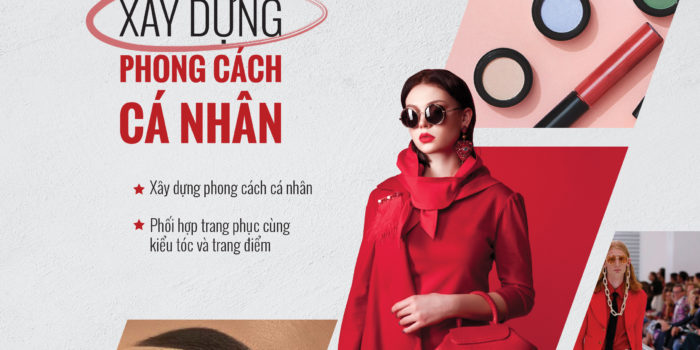 XÂY DỰNG
PHONG CÁCH
CÁ NHÂN
Xây dựng phong cách cá nhân
Phối hợp trang phục cùng
kiểu tóc và trang điểm